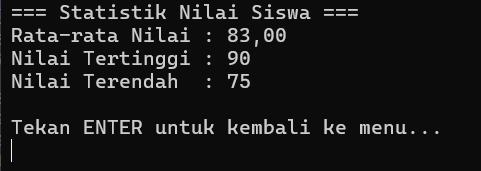 === Statistik Nilai Siswa ===
Rata-rata Nilai : 83,00
Nilai Tertinggi : 90
Nilai Terendah  : 75
Tekan ENTER untuk kembali ke menu...